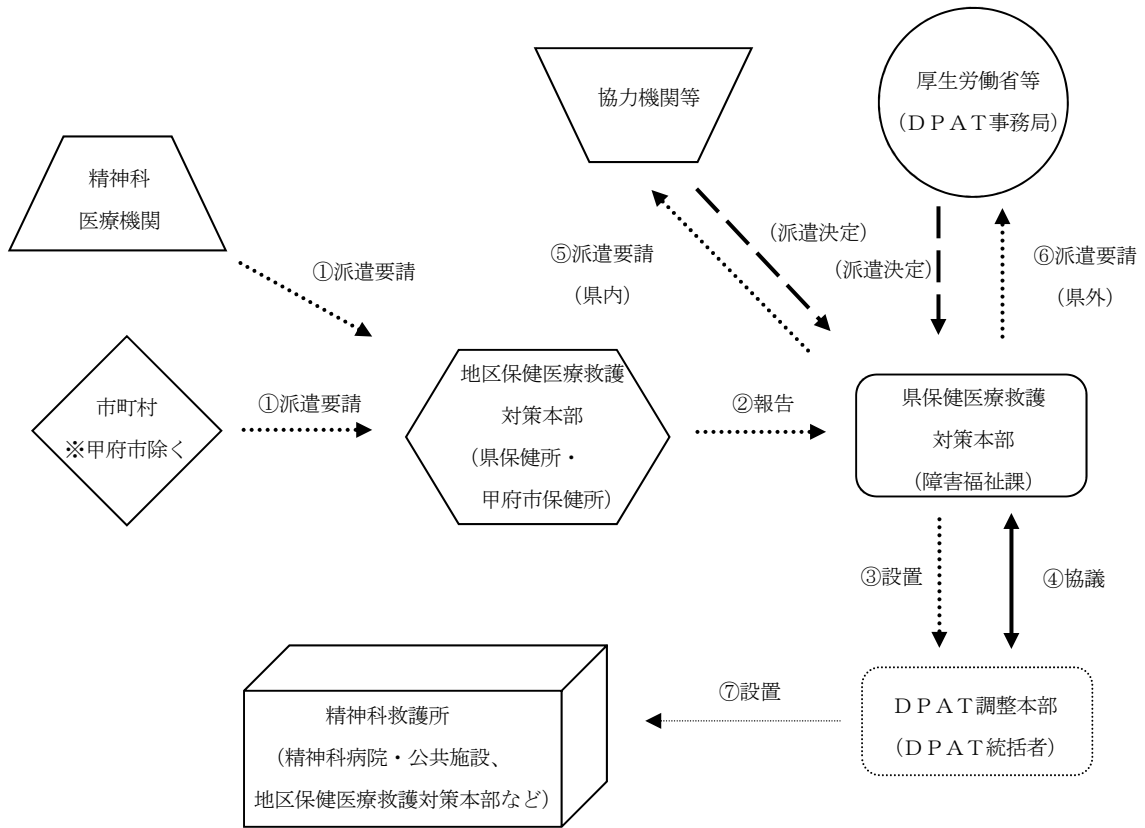 協力機関等
厚生労働省等
（ＤＰＡＴ事務局）
精神科
医療機関
①派遣要請
⑤派遣要請
（県内）
（派遣決定）
（派遣決定）
⑥派遣要請
（県外）
市町村
※甲府市除く
①派遣要請
地区保健医療救護
対策本部
（県保健所・
甲府市保健所）
②報告
県保健医療救護
対策本部
（障害福祉課）
③設置
④協議
精神科救護所
（精神科病院・公共施設、
地区保健医療救護対策本部など）
⑦設置
ＤＰＡＴ調整本部
（ＤＰＡＴ統括者）